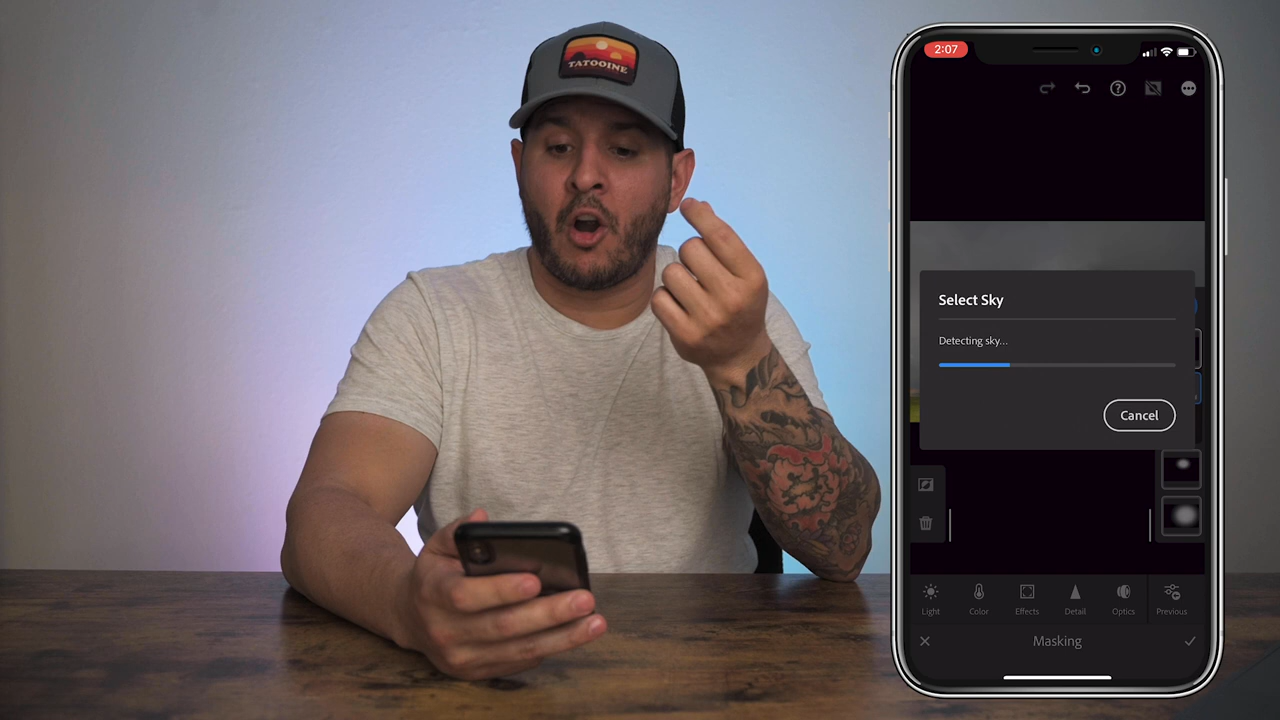 TATOOINE
2:07
Select Sky
Detecting sky...
Cancel
Light
Color
Effects
Detail
Optics
Previous
Masking